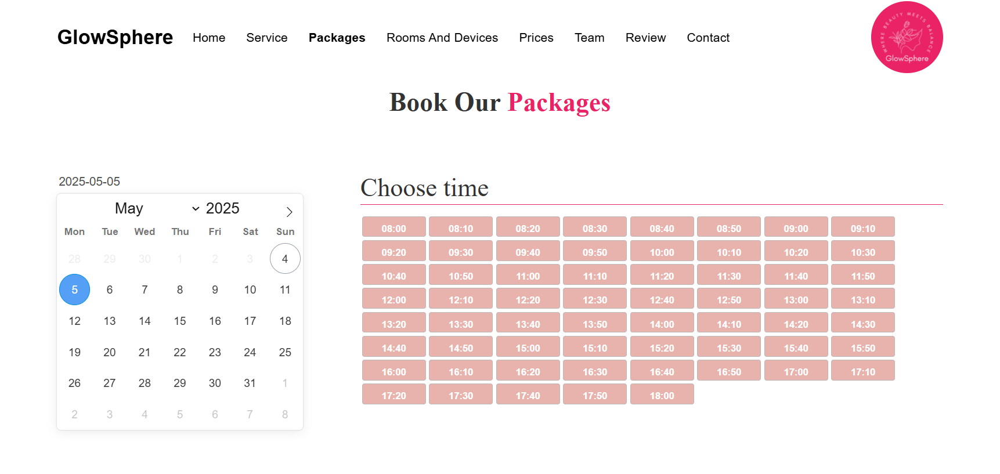 GlowSphere Home Service Packages Rooms And Devices Prices Team Review Contact
WHERE BEAUTY MEETS BALANCE
GlowSphere
Book Our Packages
2025-05-05
May 2025
Mon Tue Wed Thu Fri Sat Sun
28 29 30 1 2 3 4
5 6 7 8 9 10 11
12 13 14 15 16 17 18
19 20 21 22 23 24 25
26 27 28 29 30 31 1
2 3 4 5 6 7 8
Choose time
08:00 08:10 08:20 08:30 08:40 08:50 09:00 09:10
09:20 09:30 09:40 09:50 10:00 10:10 10:20 10:30
10:40 10:50 11:00 11:10 11:20 11:30 11:40 11:50
12:00 12:10 12:20 12:30 12:40 12:50 13:00 13:10
13:20 13:30 13:40 13:50 14:00 14:10 14:20 14:30
14:40 14:50 15:00 15:10 15:20 15:30 15:40 15:50
16:00 16:10 16:20 16:30 16:40 16:50 17:00 17:10
17:20 17:30 17:40 17:50 18:00